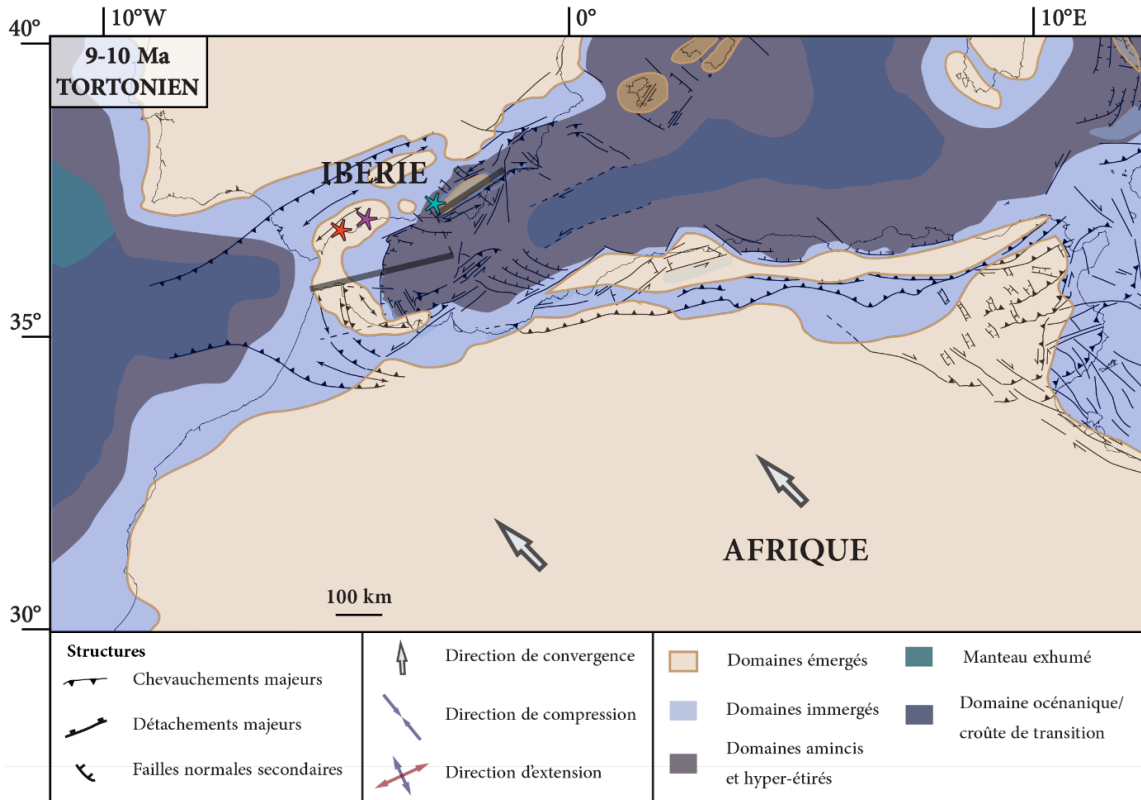 10°W
0°
10°E
40°
9-10 Ma
TORTONIEN
IBERIE
35°
AFRIQUE
100 km
30°
Structures
Chevauchements majeurs
Détachements majeurs
Failles normales secondaires
Direction de convergence
Direction de compression
Direction d'extension
Domaines émergés
Domaines immergés
Domaines amincis
et hyper-étirés
Manteau exhumé
Domaine océnanique/
croûte de transition